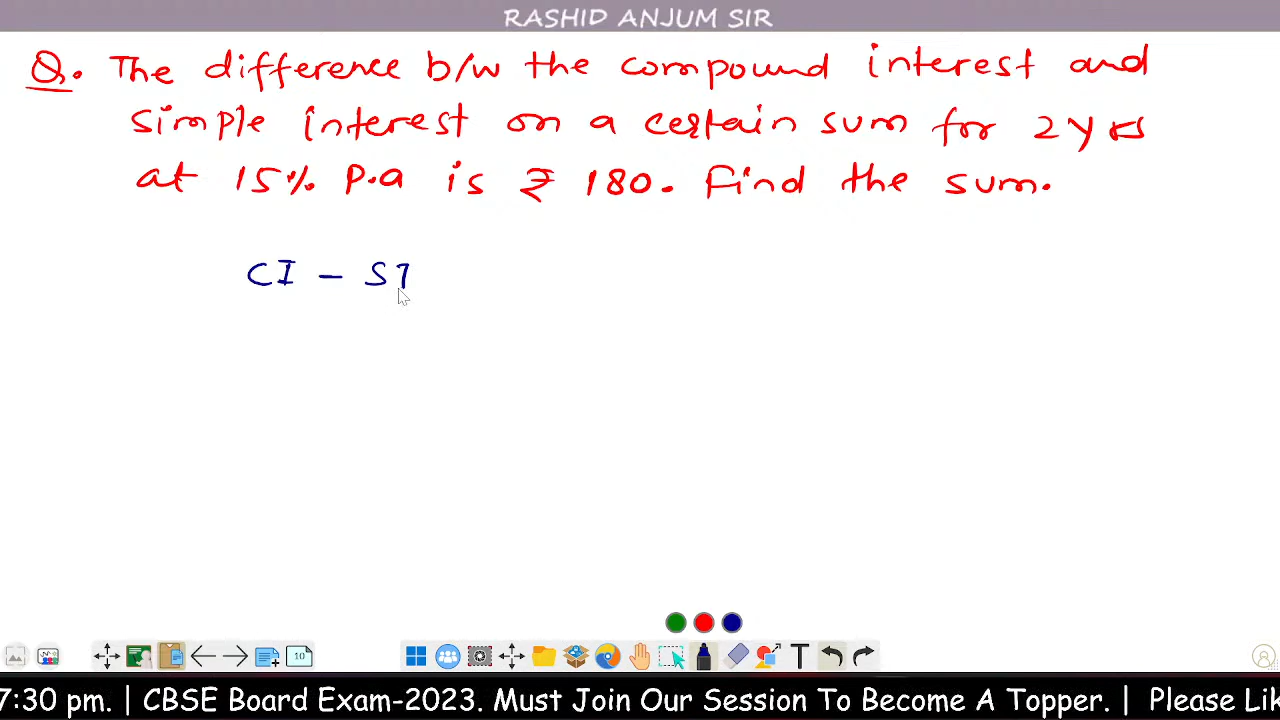 RASHID ANJUM SIR
Q. The difference b/w the compound interest and
simple interest on a certain sum for 2 yrs
at 15% P.a is ₹ 180. Find the sum.
CI - SI
10
T
7:30 pm. | CBSE Board Exam-2023. Must Join Our Session To Become A Topper. | Please Lik